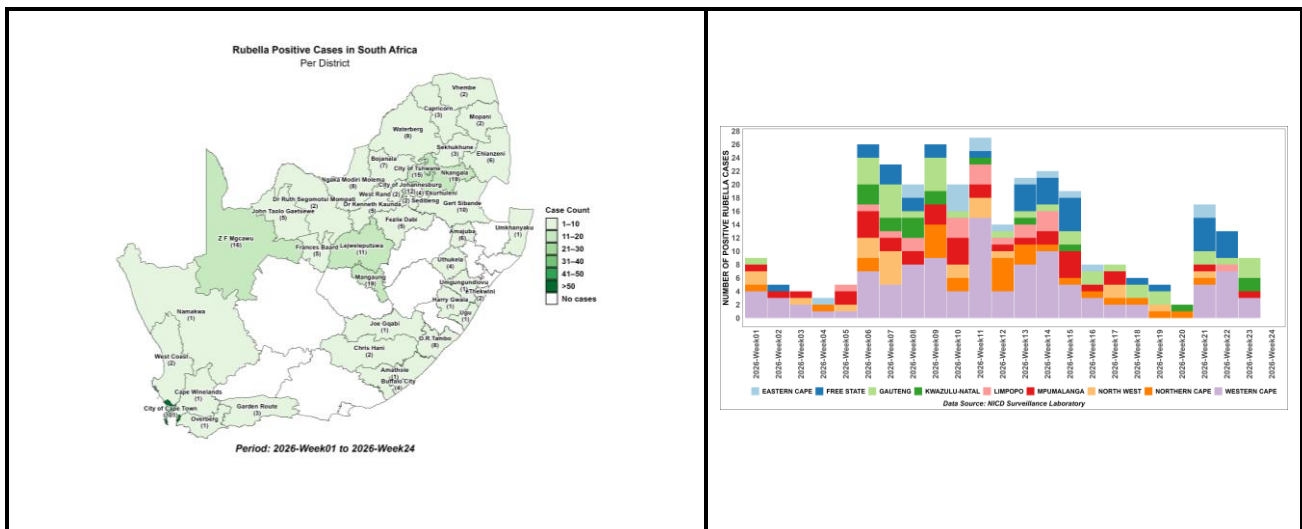 Rubella Positive Cases in South Africa
Per District
Vhembe
(2)
Capricorn
(3)
Mopani
(2)
Waterberg
(8)
Sekhukhune
(3)
Ehlanzeni
(6)
Bojanala
(7)
City of Tshwane
(15)
Nkangala
(19)
Ngaka Modiri Molema
City of Johannesburg
(12)
(4) Ekurhuleni
West Rand (2)
(2) Sedibeng
Dr Ruth Segomotsi Mompati
(2)
Dr Kenneth Kaunda
(5)
Gert Sibande
(10)
John Taolo Gaetsewe
(5)
Fezile Dabi
(5)
Umkhanyaku
(1)
Amajuba
(6)
Z F Mgcawu
Frances Baard
(5)
Lejweleputswa
(11)
Uthukela
(4)
Mangaung
(19)
Umgungundlovu
eThekwini
(2)
Harry Gwala
(1)
Ugu
(1)
Namakwa
(1)
Joe Gqabi
(1)
O.R.Tambo
(8)
Chris Hani
(2)
West Coast
(2)
Amathole
Buffalo City
(4)
Cape Winelands
(1)
City of Cape Town
Garden Route
(3)
Overberg
(1)
Case Count
1–10
11–20
21–30
31–40
41–50
>50
No cases
Period: 2026-Week01 to 2026-Week24
NUMBER OF POSITIVE RUBELLA CASES
28
26
24
22
20
18
16
14
12
10
8
6
4
2
0
2026-Week01
2026-Week02
2026-Week03
2026-Week04
2026-Week05
2026-Week06
2026-Week07
2026-Week08
2026-Week09
2026-Week10
2026-Week11
2026-Week12
2026-Week13
2026-Week14
2026-Week15
2026-Week16
2026-Week17
2026-Week18
2026-Week19
2026-Week20
2026-Week21
2026-Week22
2026-Week23
2026-Week24
EASTERN CAPE FREE STATE GAUTENG KWAZULU-NATAL LIMPOPO MPUMALANGA NORTH WEST NORTHERN CAPE WESTERN CAPE
Data Source: NICD Surveillance Laboratory